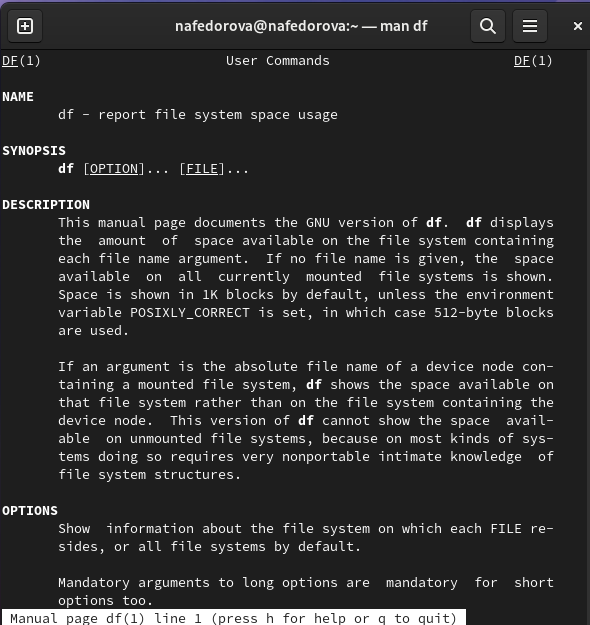 nafedorova@nafedorova:~ — man df
DF(1) User Commands DF(1)
NAME
df - report file system space usage
SYNOPSIS
df [OPTION]... [FILE]...
DESCRIPTION
This manual page documents the GNU version of df. df displays
the amount of space available on the file system containing
each file name argument. If no file name is given, the space
available on all currently mounted file systems is shown.
Space is shown in 1K blocks by default, unless the environment
variable POSIXLY_CORRECT is set, in which case 512-byte blocks
are used.
If an argument is the absolute file name of a device node con-
taining a mounted file system, df shows the space available on
that file system rather than on the file system containing the
device node. This version of df cannot show the space avail-
able on unmounted file systems, because on most kinds of sys-
tems doing so requires very nonportable intimate knowledge of
file system structures.
OPTIONS
Show information about the file system on which each FILE re-
sides, or all file systems by default.
Mandatory arguments to long options are mandatory for short
options too.
Manual page df(1) line 1 (press h for help or q to quit)